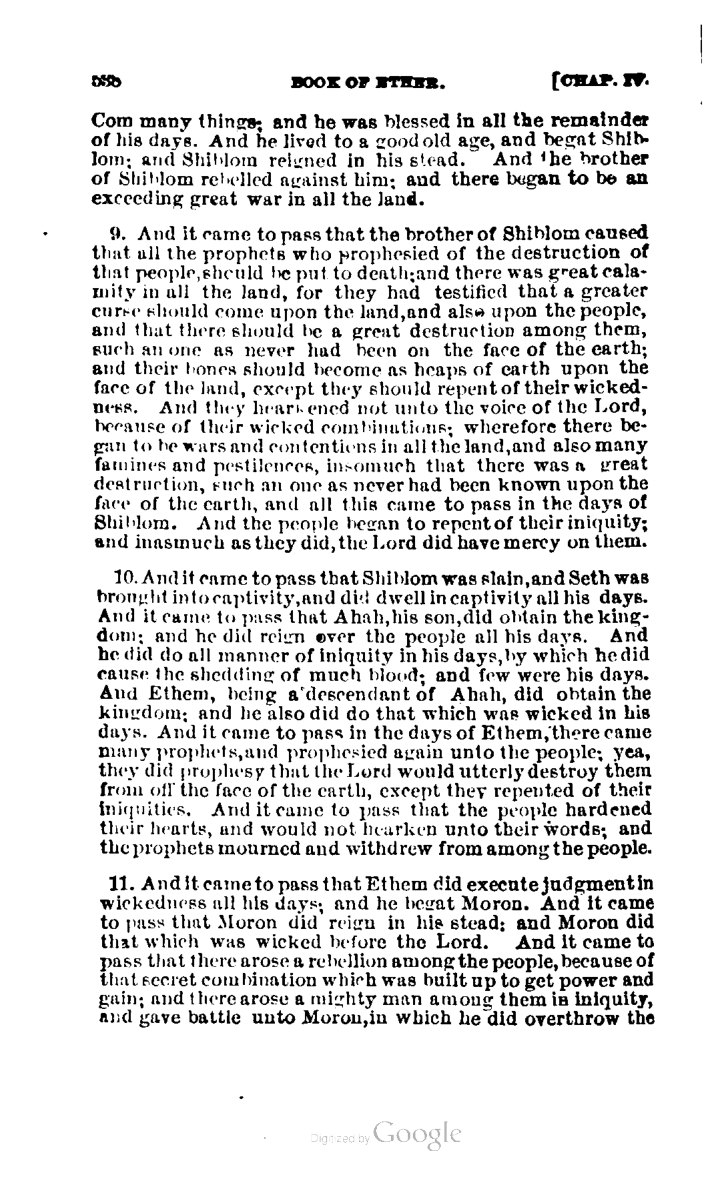 BOOK OF ETHER. [CHAP. IV.
Com many things; and he was blessed in all the remainder
of his days. And he lived to a good old age, and begat Shib-
lom; and Shiblom reigned in his stead. And the brother
of Shiblom rebelled against him; and there began to be an
exceeding great war in all the land.
9. And it came to pass that the brother of Shiblom caused
that all the prophets who prophesied of the destruction of
that people, should be put to death; and there was great cala-
mity in all the land, for they had testified that a greater
curse should come upon the land, and also upon the people,
and that there should be a great destruction among them,
such an one as never had been on the face of the earth;
and their bones should become as heaps of earth upon the
face of the land, except they should repent of their wicked-
ness. And they hearkened not unto the voice of the Lord,
because of their wicked combinations; wherefore there be-
gan to be wars and contentions in all the land, and also many
famines and pestilences, insomuch that there was a great
destruction, such an one as never had been known upon the
face of the earth, and all this came to pass in the days of
Shiblom. And the people began to repent of their iniquity;
and inasmuch as they did, the Lord did have mercy on them.
10. And it came to pass that Shiblom was slain, and Seth was
brought into captivity, and did dwell in captivity all his days.
And it came to pass that Ahah, his son, did obtain the king-
dom; and he did reign over the people all his days. And
he did do all manner of iniquity in his days, by which he did
cause the shedding of much blood; and few were his days.
And Ethem, being a descendant of Ahah, did obtain the
kingdom; and he also did do that which was wicked in his
days. And it came to pass in the days of Ethem, there came
many prophets, and prophesied again unto the people; yea,
they did prophesy that the Lord would utterly destroy them
from off the face of the earth, except they repented of their
iniquities. And it came to pass that the people hardened
their hearts, and would not hearken unto their words; and
the prophets mourned and withdrew from among the people.
11. And it came to pass that Ethem did execute judgment in
wickedness all his days; and he begat Moron. And it came
to pass that Moron did reign in his stead; and Moron did
that which was wicked before the Lord. And it came to
pass that there arose a rebellion among the people, because of
that secret combination which was built up to get power and
gain; and there arose a mighty man among them in iniquity,
and gave battle unto Moron, in which he did overthrow the
Digitized by Google